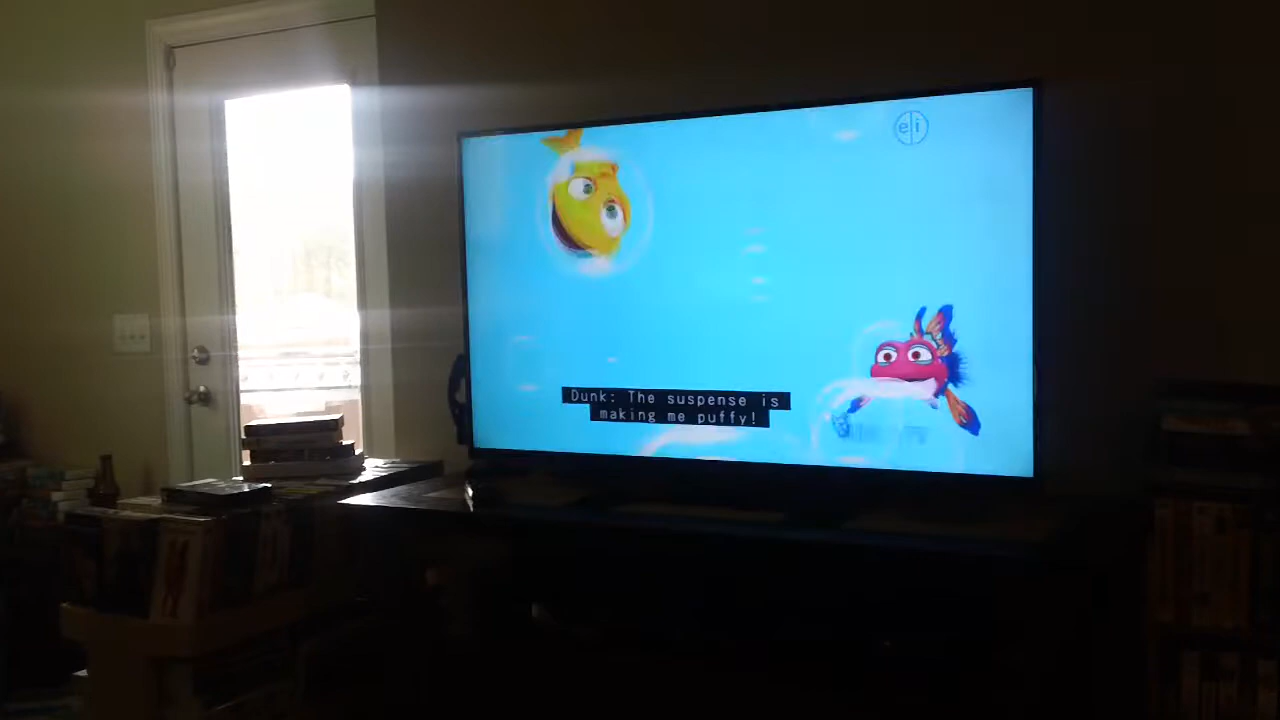 e|i
Dunk: The suspense is
making me puffy!